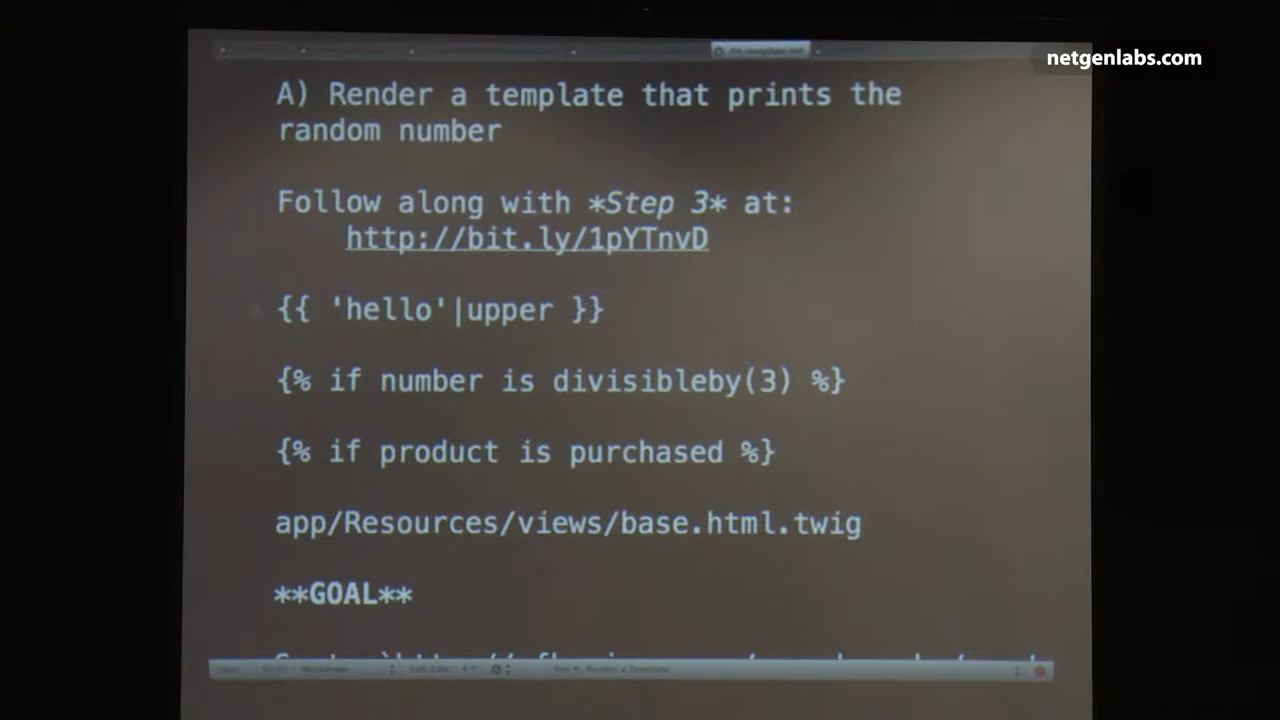 netgenlabs.com
A) Render a template that prints the
random number
Follow along with *Step 3* at:
http://bit.ly/1pYTnvD
{{ 'hello'|upper }}
{% if number is divisibleby(3) %}
{% if product is purchased %}
app/Resources/views/base.html.twig
**GOAL**